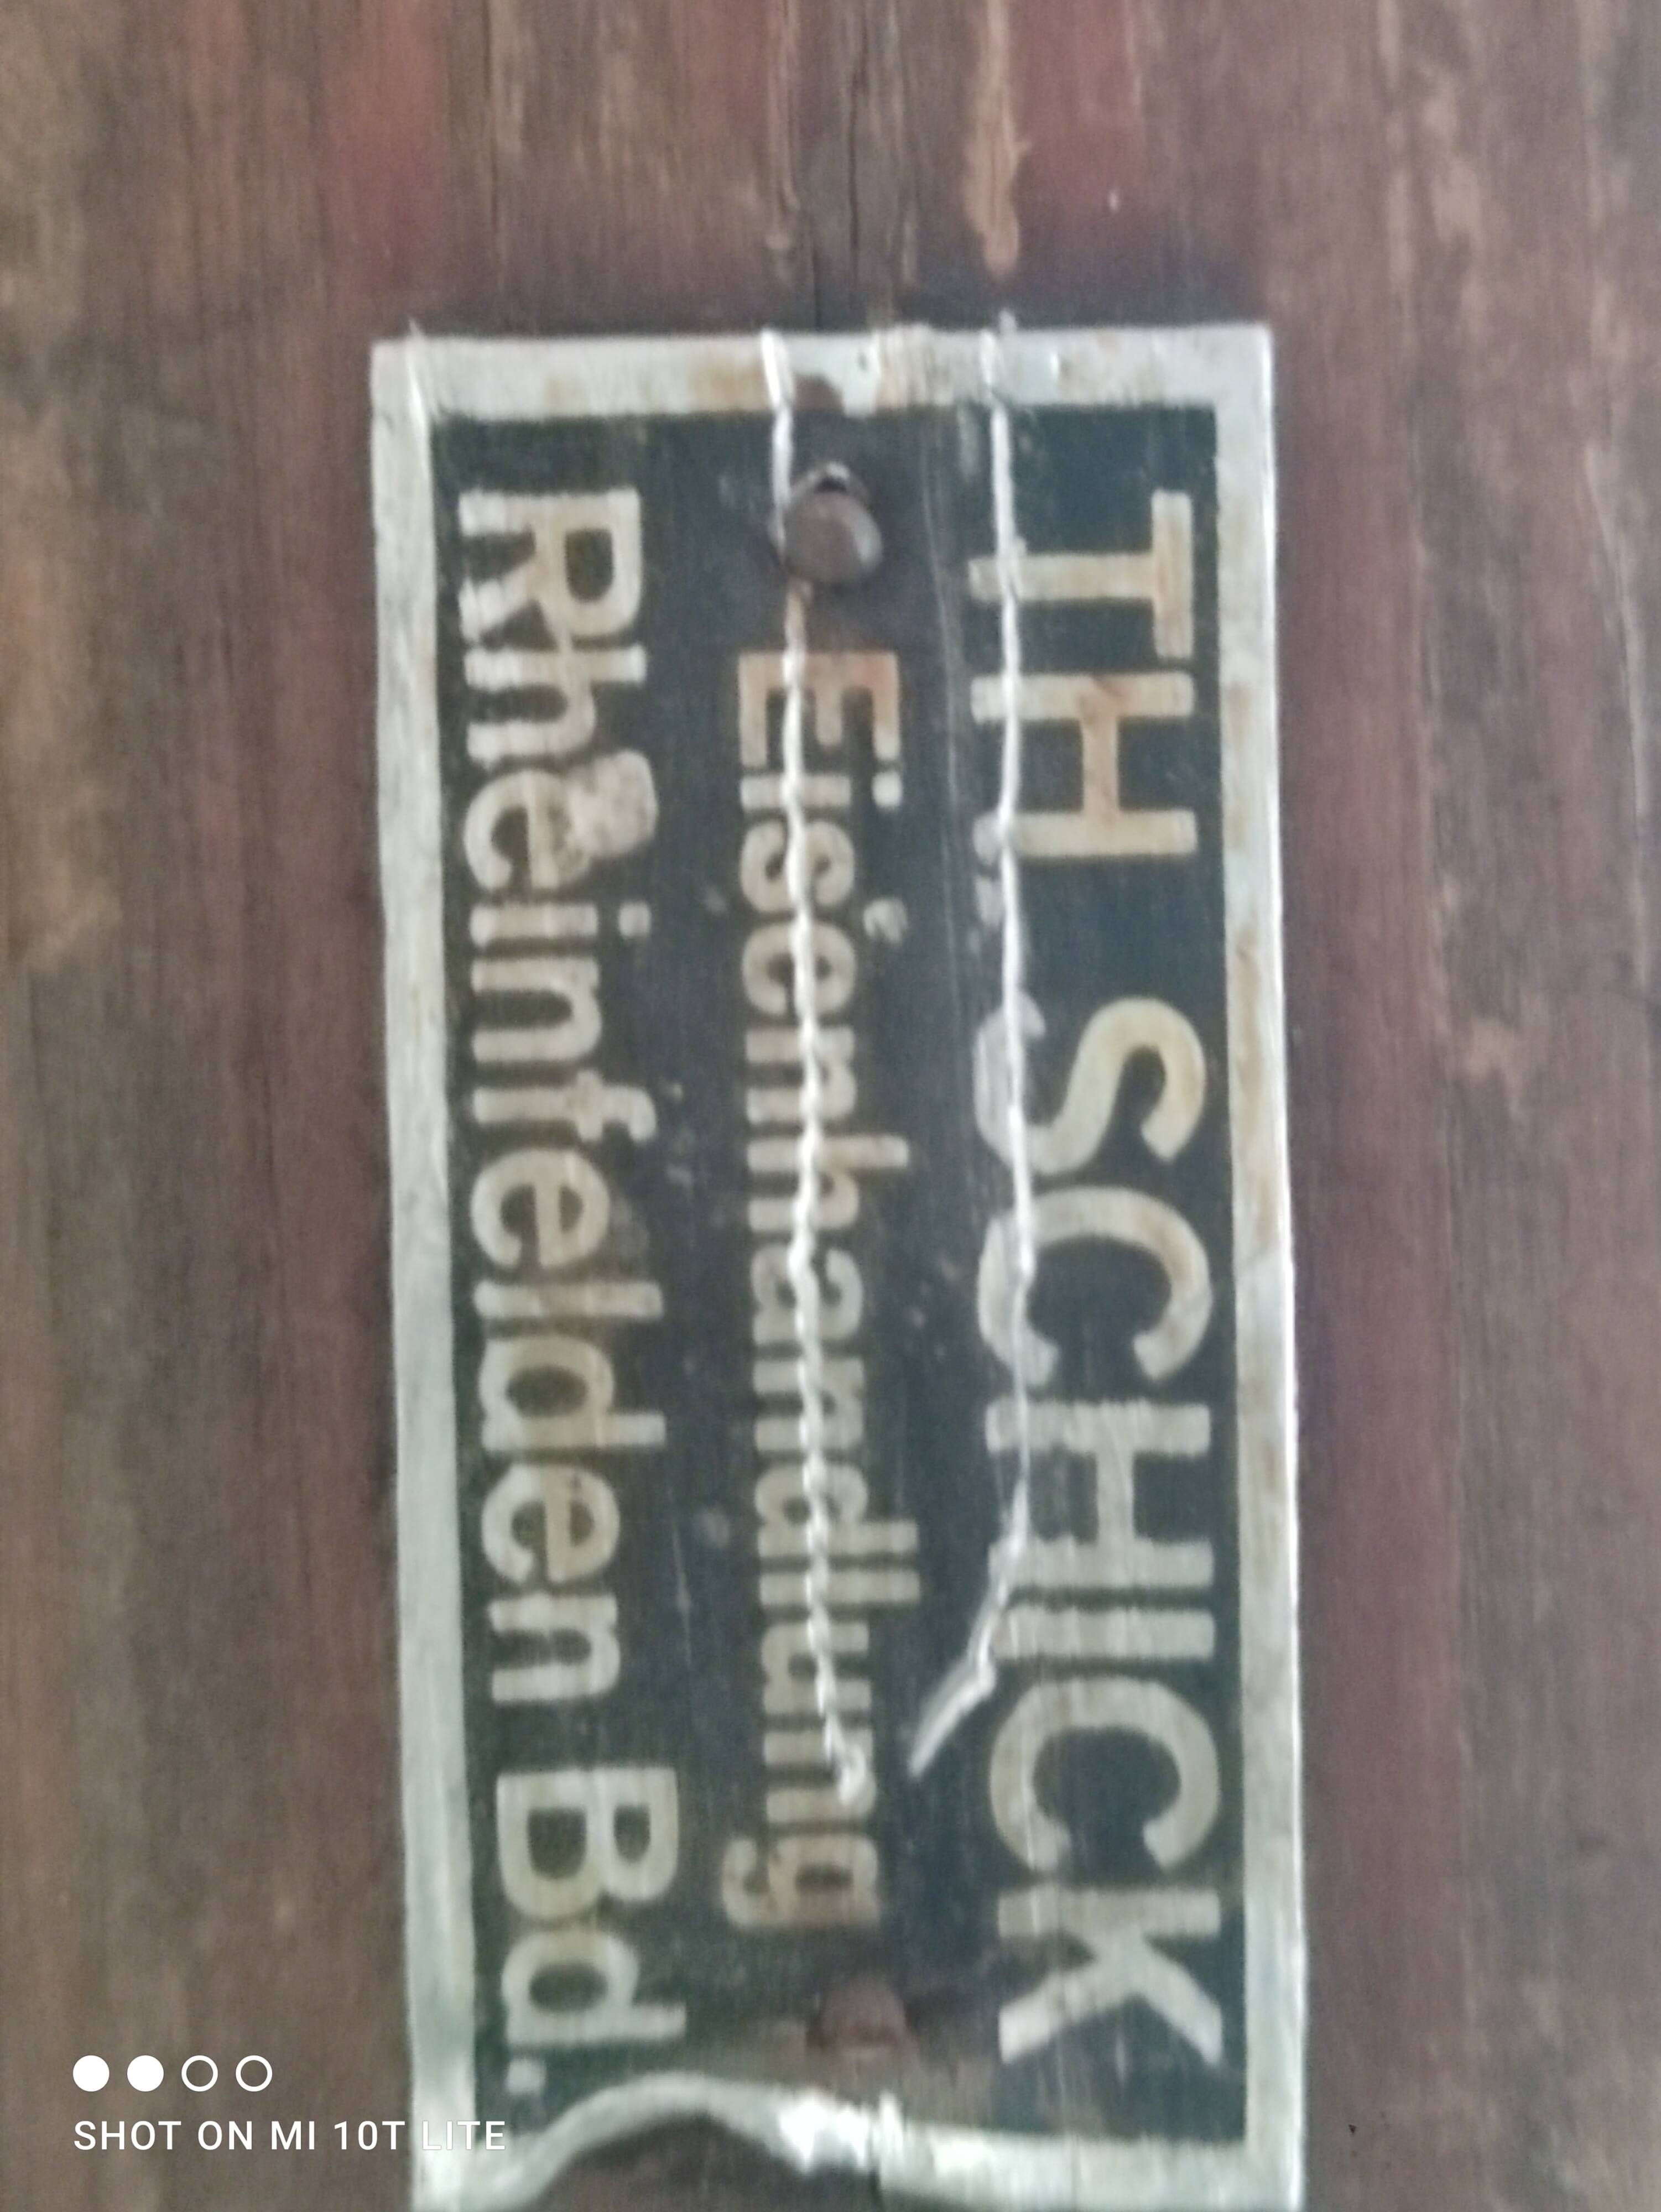 TH. SCHICK
Eisenhandlung
Rheinfelden Bd.
SHOT ON MI 10T LITE